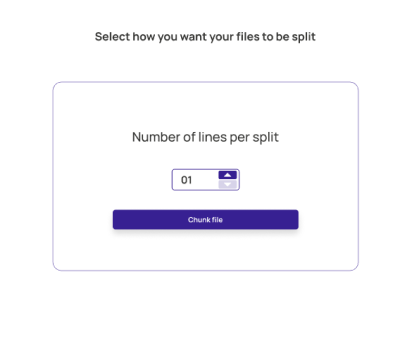 Select how you want your files to be split
Number of lines per split
01
Chunk file